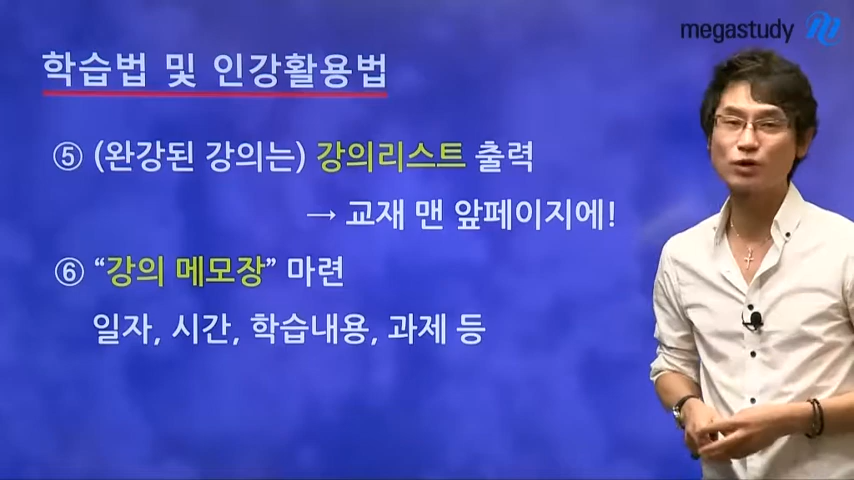 megastudy
학습법 및 인강활용법
⑤ (완강된 강의는) 강의리스트 출력
→ 교재 맨 앞페이지에!
⑥ “강의 메모장” 마련
일자, 시간, 학습내용, 과제 등